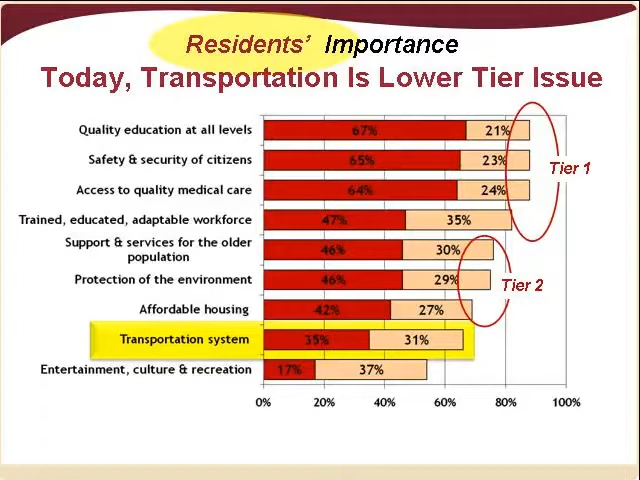 Residents’ Importance
Today, Transportation Is Lower Tier Issue
Quality education at all levels 67% 21%
Safety & security of citizens 65% 23%
Tier 1
Access to quality medical care 64% 24%
Trained, educated, adaptable workforce 47% 35%
Support & services for the older
population 46% 30%
Protection of the environment 46% 29%
Tier 2
Affordable housing 42% 27%
Transportation system 35% 31%
Entertainment, culture & recreation 17% 37%
0% 20% 40% 60% 80% 100%